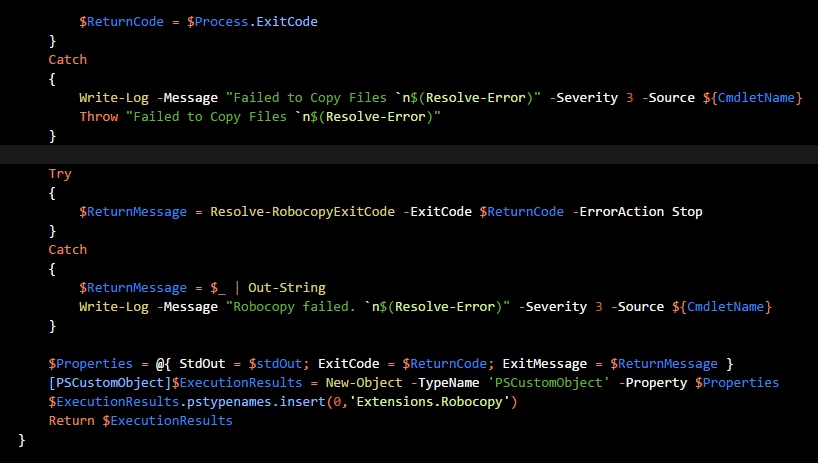 $ReturnCode = $Process.ExitCode
}
Catch
{
Write-Log -Message "Failed to Copy Files `n$(Resolve-Error)" -Severity 3 -Source ${CmdletName}
Throw "Failed to Copy Files `n$(Resolve-Error)"
}
Try
{
$ReturnMessage = Resolve-RobocopyExitCode -ExitCode $ReturnCode -ErrorAction Stop
}
Catch
{
$ReturnMessage = $_ | Out-String
Write-Log -Message "Robocopy failed. `n$(Resolve-Error)" -Severity 3 -Source ${CmdletName}
}
$Properties = @{ StdOut = $stdOut; ExitCode = $ReturnCode; ExitMessage = $ReturnMessage }
[PSCustomObject]$ExecutionResults = New-Object -TypeName 'PSCustomObject' -Property $Properties
$ExecutionResults.pstypenames.insert(0,'Extensions.Robocopy')
Return $ExecutionResults
}